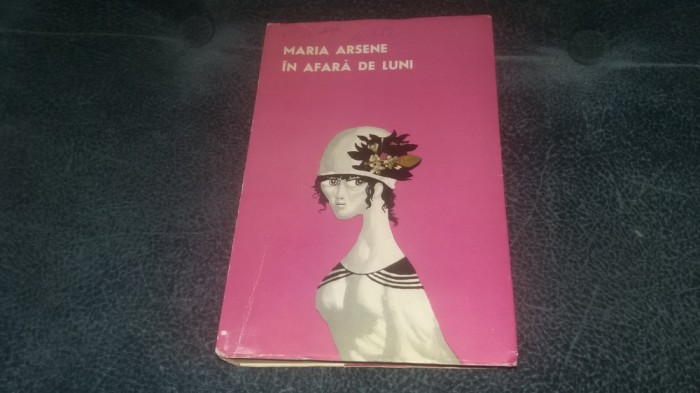 MARIA ARSENE
ÎN AFARĂ DE LUNI